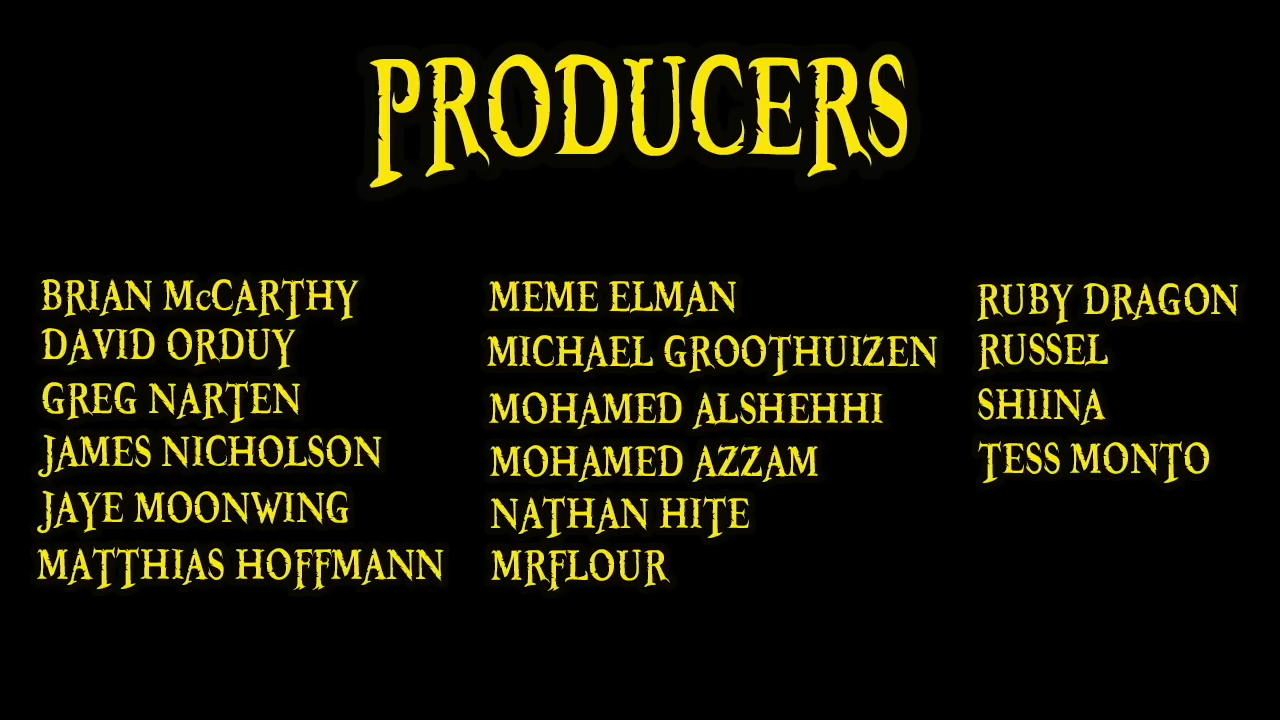 PRODUCERS
BRIAN McCARTHY
DAVID ORDUY
GREG NARTEN
JAMES NICHOLSON
JAYE MOONWING
MATTHIAS HOFFMANN
MEME ELMAN
MICHAEL GROOTHUIZEN
MOHAMED ALSHEHHI
MOHAMED AZZAM
NATHAN HITE
MRFLOUR
RUBY DRAGON
RUSSEL
SHIINA
TESS MONTO